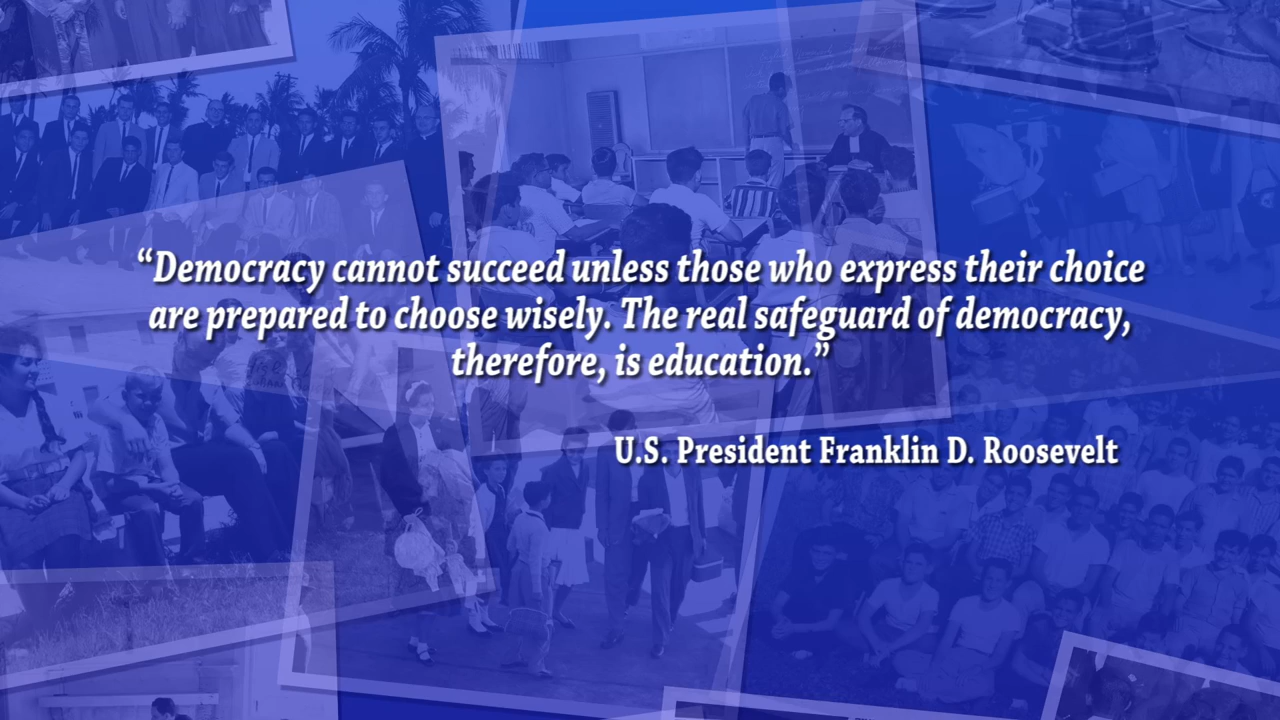 “Democracy cannot succeed unless those who express their choice
are prepared to choose wisely. The real safeguard of democracy,
therefore, is education.”
U.S. President Franklin D. Roosevelt